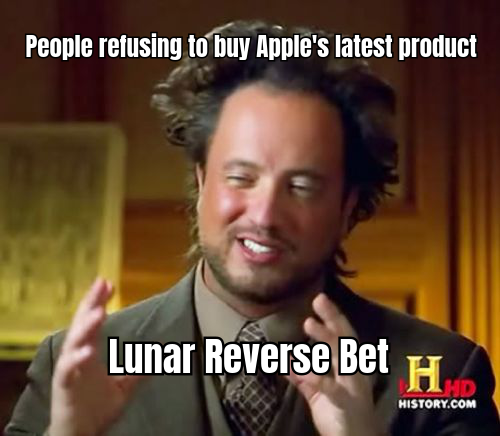 People refusing to buy Apple's latest product
Lunar Reverse Bet
H HD
HISTORY.COM